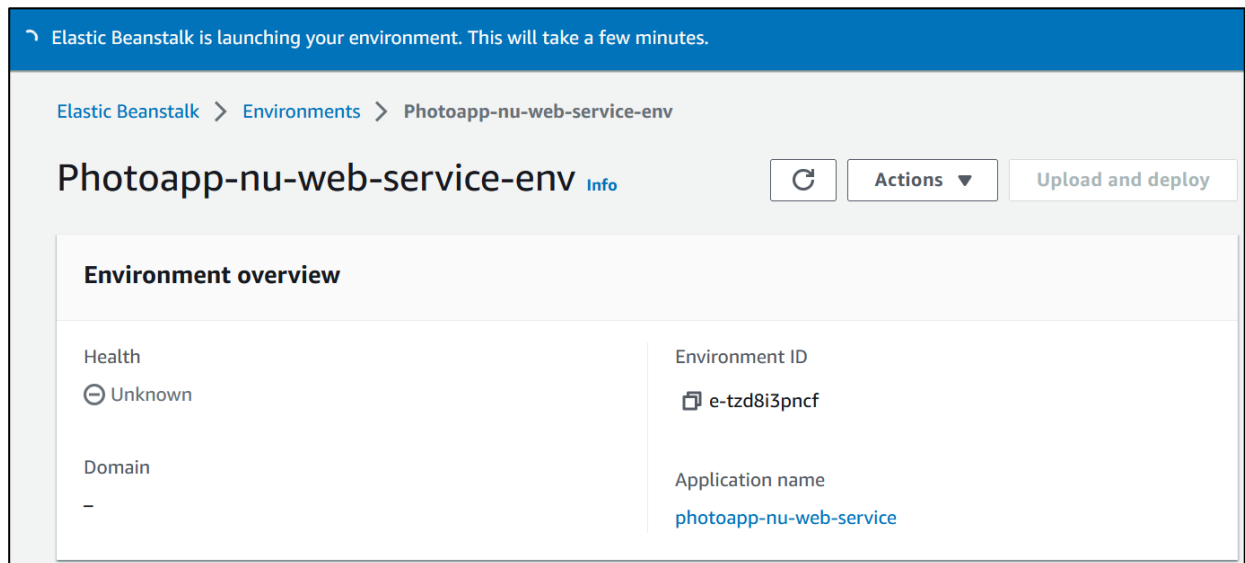 Elastic Beanstalk is launching your environment. This will take a few minutes.
Elastic Beanstalk > Environments > Photoapp-nu-web-service-env
Photoapp-nu-web-service-env Info
Actions Upload and deploy
Environment overview
Health
Unknown
Domain
–
Environment ID
e-tzd8i3pncf
Application name
photoapp-nu-web-service